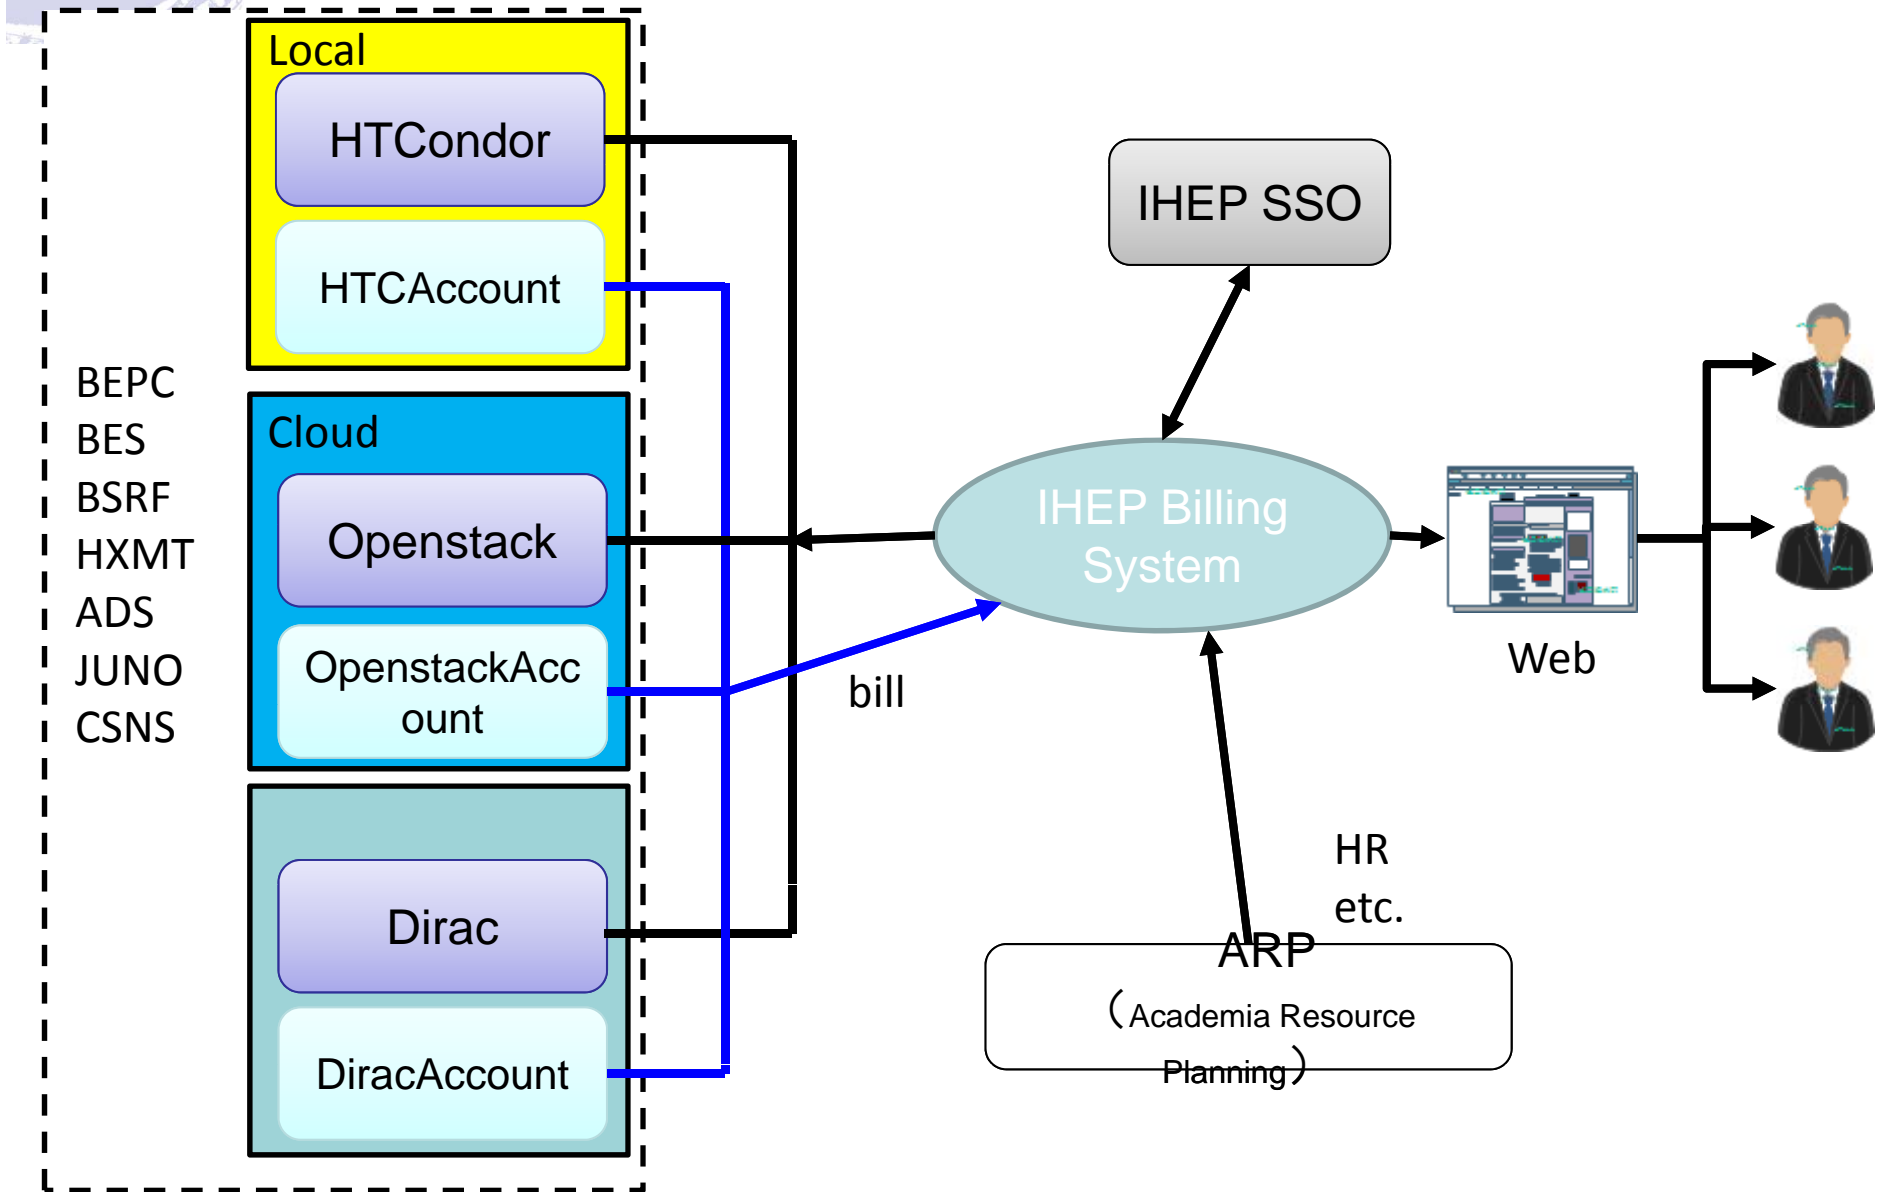 Local
HTCondor
HTCAccount
BEPC
BES
BSRF
HXMT
ADS
JUNO
CSNS
Cloud
Openstack
OpenstackAcc
ount
Dirac
DiracAccount
bill
IHEP SSO
IHEP Billing
System
Web
HR
etc.
ARP
（Academia Resource
Planning）